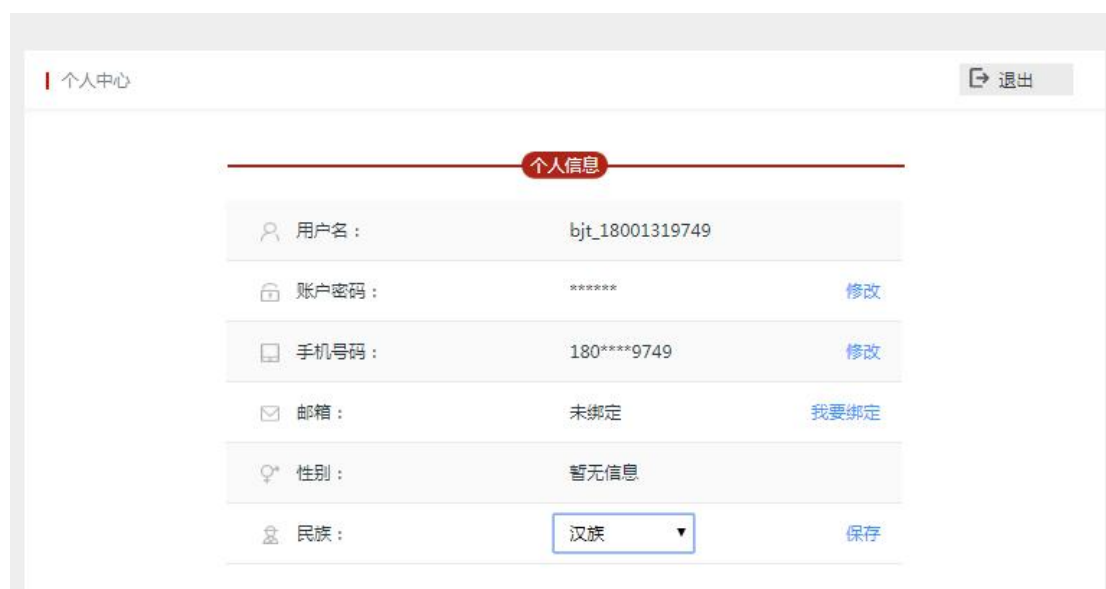 个人中心
退出
个人信息
用户名： bjt_18001319749
账户密码： ****** 修改
手机号码： 180****9749 修改
邮箱： 未绑定 我要绑定
性别： 暂无信息
民族： 汉族 保存